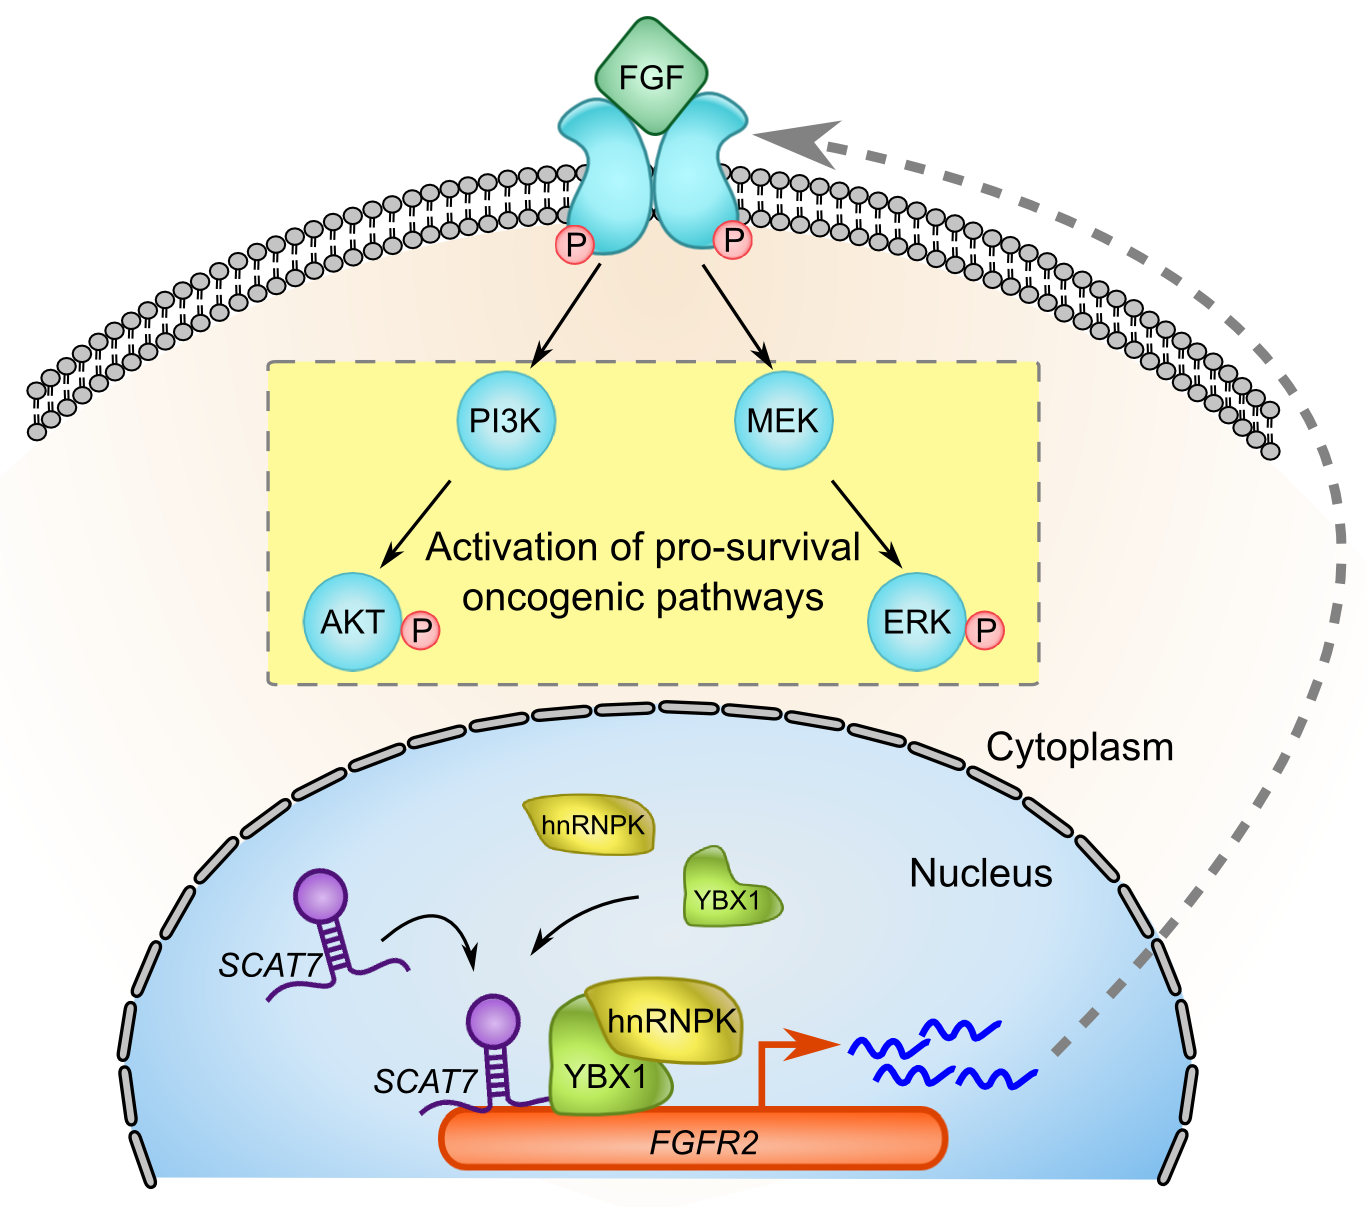 FGF
P
P
PI3K
MEK
Activation of pro-survival
oncogenic pathways
AKT
P
ERK
P
Cytoplasm
hnRNPK
Nucleus
YBX1
SCAT7
hnRNPK
SCAT7
YBX1
FGFR2